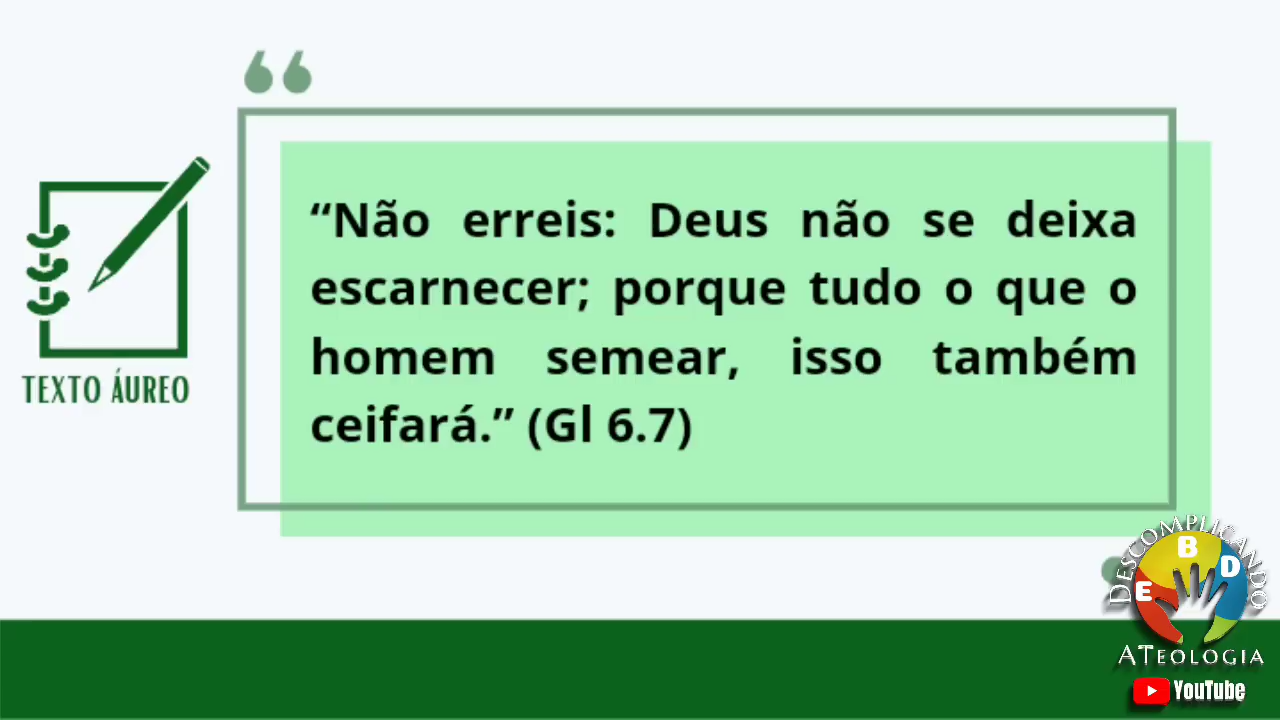 “Não erreis: Deus não se deixa
escarnecer; porque tudo o que o
homem semear, isso também
ceifará.” (Gl 6.7)
TEXTO ÁUREO
DESCOMPLICANDO
E B D
ATEOLOGIA
YouTube